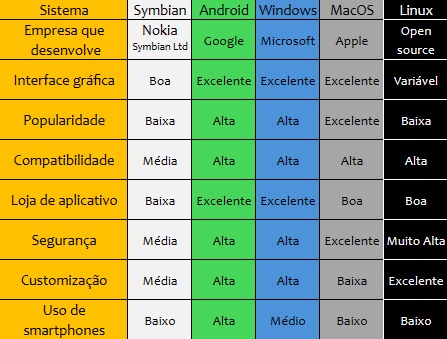 Sistema Symbian Android Windows MacOS Linux
Empresa que desenvolve Nokia Symbian Ltd Google Microsoft Apple Open source
Interface gráfica Boa Excelente Excelente Excelente Variável
Popularidade Baixa Alta Alta Excelente Baixa
Compatibilidade Média Alta Alta Alta Alta
Loja de aplicativo Baixa Excelente Excelente Boa Boa
Segurança Média Alta Alta Excelente Muito Alta
Customização Média Alta Alta Baixa Excelente
Uso de smartphones Baixo Alta Médio Baixo Baixo